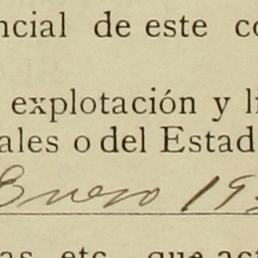 ncial de este co
explotación y li
ales o del Estad
Enero 19
as, etc., que act